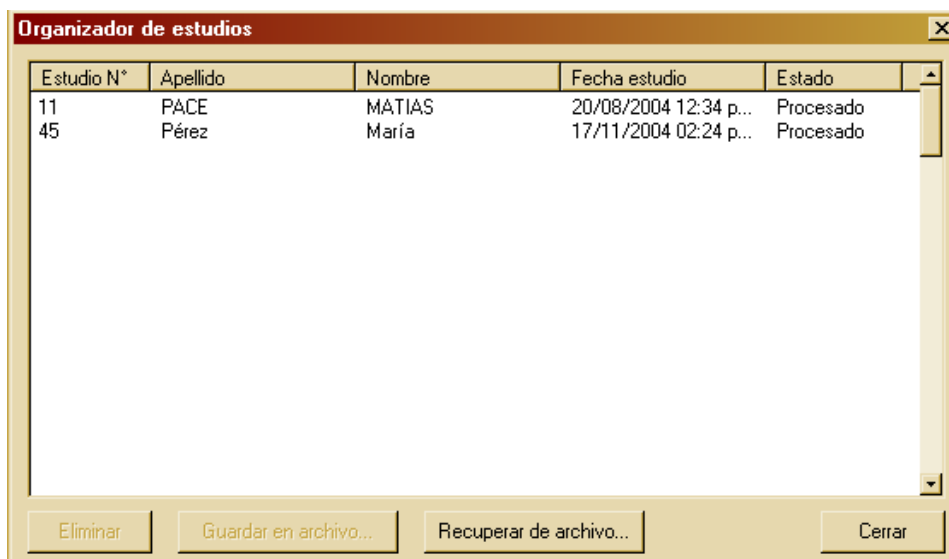 Organizador de estudios
Estudio N° Apellido Nombre Fecha estudio Estado
11 PACE MATIAS 20/08/2004 12:34 p... Procesado
45 Pérez María 17/11/2004 02:24 p... Procesado
Eliminar Guardar en archivo... Recuperar de archivo... Cerrar